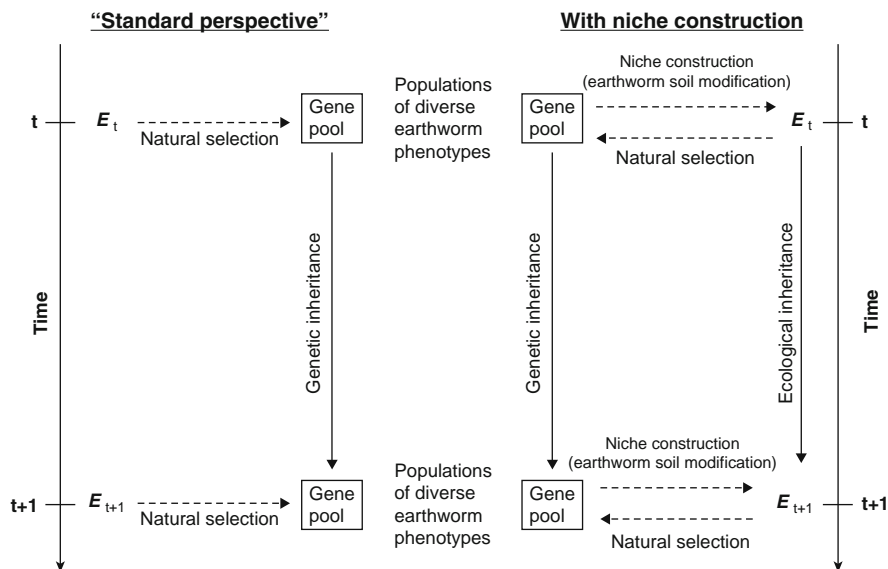 “Standard perspective”
With niche construction
t
E t
Natural selection
Gene
pool
Populations
of diverse
earthworm
phenotypes
Gene
pool
Niche construction
(earthworm soil modification)
Natural selection
E t
t
Time
Genetic inheritance
Genetic inheritance
Ecological inheritance
Time
t+1
E t+1
Natural selection
Gene
pool
Populations
of diverse
earthworm
phenotypes
Gene
pool
Niche construction
(earthworm soil modification)
Natural selection
E t+1
t+1